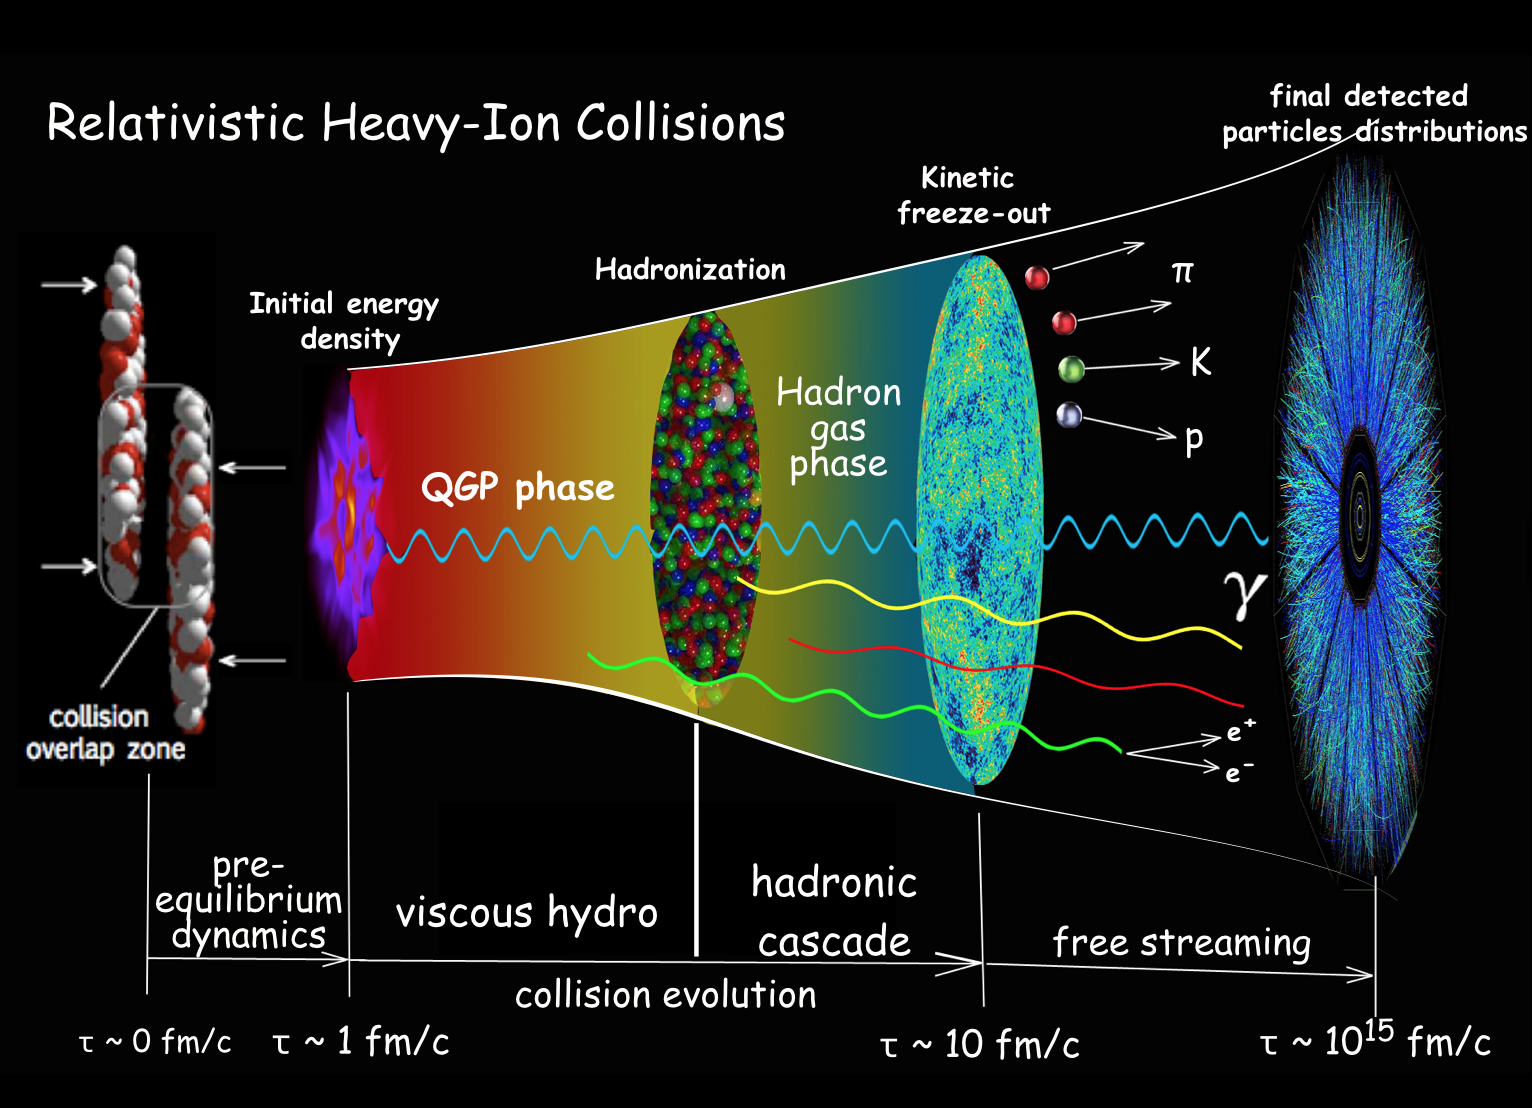 Relativistic Heavy-Ion Collisions
final detected
particles distributions
Kinetic
freeze-out
Hadronization
Initial energy
density
π
K
p
Hadron
gas
phase
QGP phase
γ
e⁺
e⁻
collision
overlap zone
pre-
equilibrium
dynamics
viscous hydro
hadronic
cascade
free streaming
collision evolution
τ ~ 0 fm/c
τ ~ 1 fm/c
τ ~ 10 fm/c
τ ~ 10¹⁵ fm/c